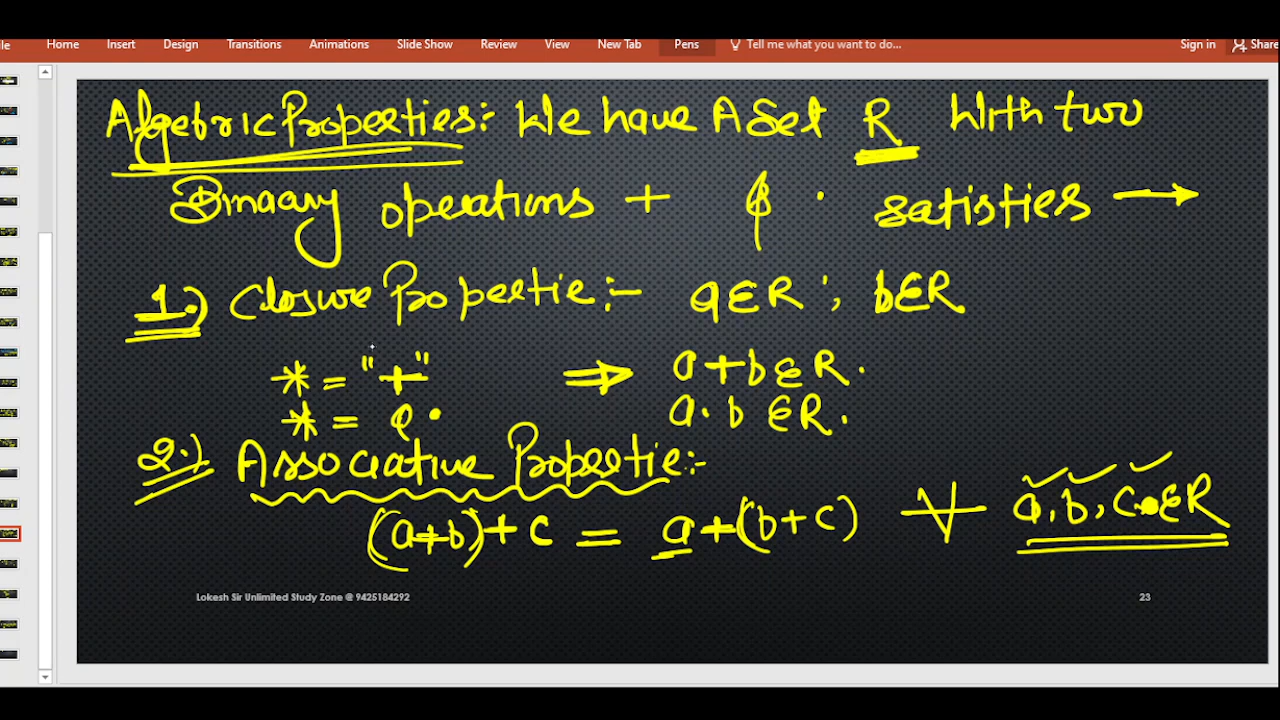 ile Home Insert Design Transitions Animations Slide Show Review View New Tab Pens Tell me what you want to do... Sign in Share
Algebric Properties:- We have A Set R With two
Binaary operations + & · satisfies →
1.) Closure Propertie:- a∈R ; b∈R
* = "+" ⇒ a+b∈R.
* = · a·b ∈R.
2.) Associative Propertie:-
(a+b)+c = a+(b+c) ∀ a,b,c∈R
Lokesh Sir Unlimited Study Zone @ 9425184292 23